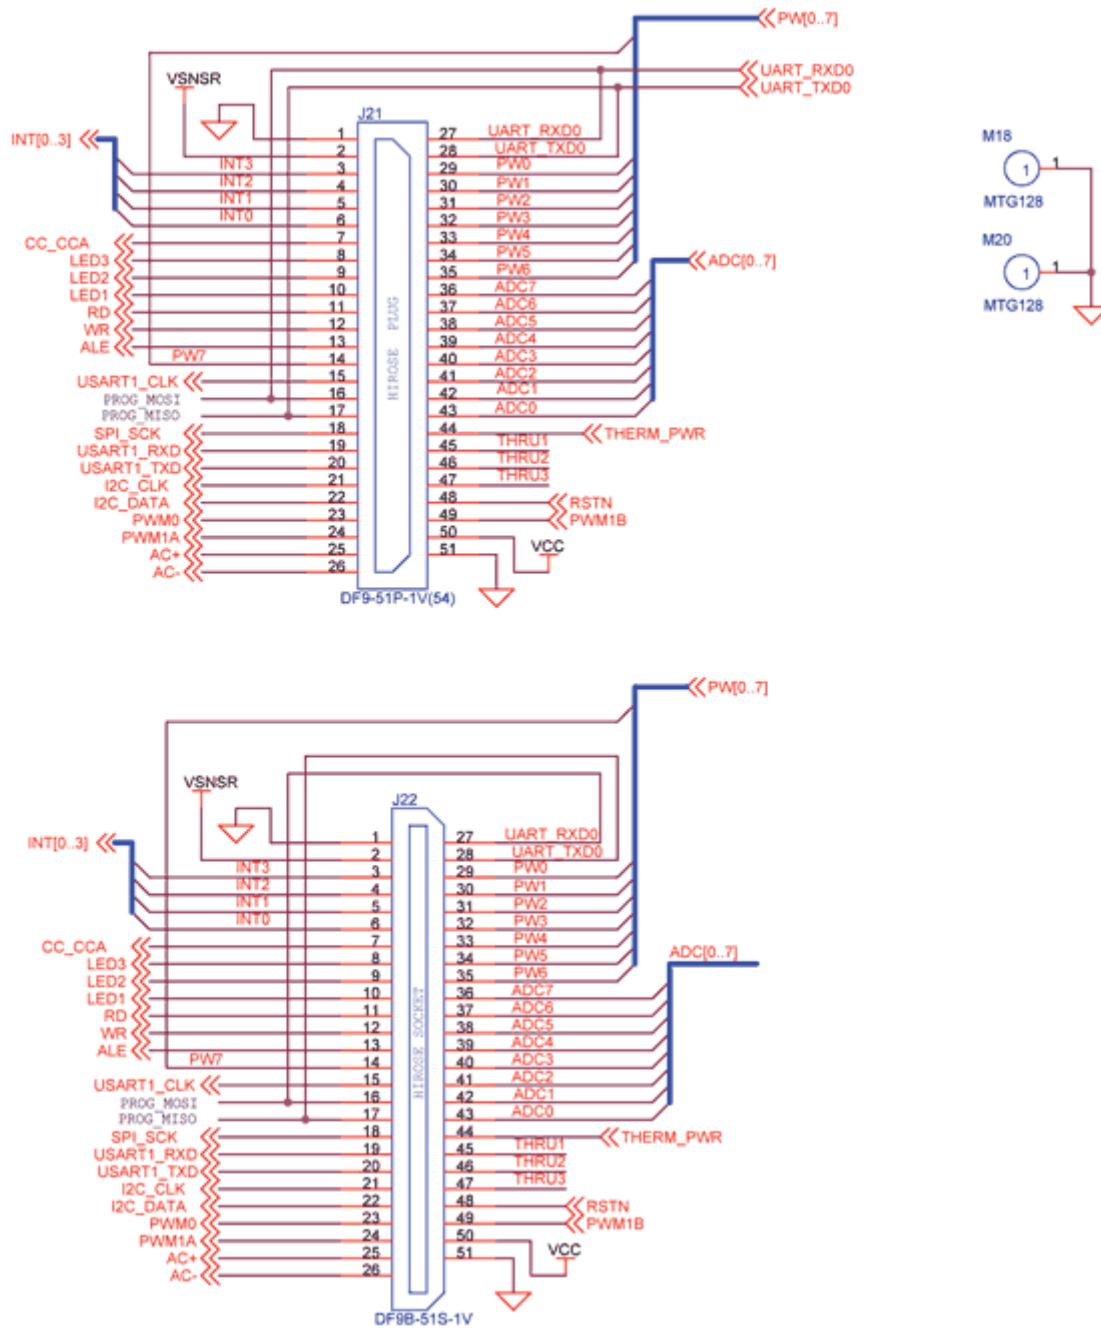 PW[0..7]
UART_RXD0
UART_TXD0
VSNSR
J21
INT[0..3]
1 27 UART_RXD0
2 28 UART_TXD0
INT3 3 29 PW0
INT2 4 30 PW1
INT1 5 31 PW2
INT0 6 32 PW3
CC_CCA 7 33 PW4
LED3 8 34 PW5
LED2 9 35 PW6
LED1 10 36 ADC7
RD 11 37 ADC6
WR 12 38 ADC5
ALE 13 39 ADC4
PW7 14 40 ADC3
USART1_CLK 15 41 ADC2
PROG_MOSI 16 42 ADC1
PROG_MISO 17 43 ADC0
SPI_SCK 18 44 THERM_PWR
USART1_RXD 19 45 THRU1
USART1_TXD 20 46 THRU2
I2C_CLK 21 47 THRU3
I2C_DATA 22 48 RSTN
PWM0 23 49 PWM1B
PWM1A 24 50 VCC
AC+ 25 51
AC- 26
HIROSE PLUG
DF9-51P-1V(54)
ADC[0..7]
M18
1 1
MTG128
M20
1 1
MTG128
PW[0..7]
VSNSR
J22
INT[0..3]
1 27 UART_RXD0
2 28 UART_TXD0
INT3 3 29 PW0
INT2 4 30 PW1
INT1 5 31 PW2
INT0 6 32 PW3
CC_CCA 7 33 PW4
LED3 8 34 PW5
LED2 9 35 PW6
LED1 10 36 ADC7
RD 11 37 ADC6
WR 12 38 ADC5
ALE 13 39 ADC4
PW7 14 40 ADC3
USART1_CLK 15 41 ADC2
PROG_MOSI 16 42 ADC1
PROG_MISO 17 43 ADC0
SPI_SCK 18 44 THERM_PWR
USART1_RXD 19 45 THRU1
USART1_TXD 20 46 THRU2
I2C_CLK 21 47 THRU3
I2C_DATA 22 48 RSTN
PWM0 23 49 PWM1B
PWM1A 24 50 VCC
AC+ 25 51
AC- 26
HIROSE SOCKET
DF9B-51S-1V
ADC[0..7]